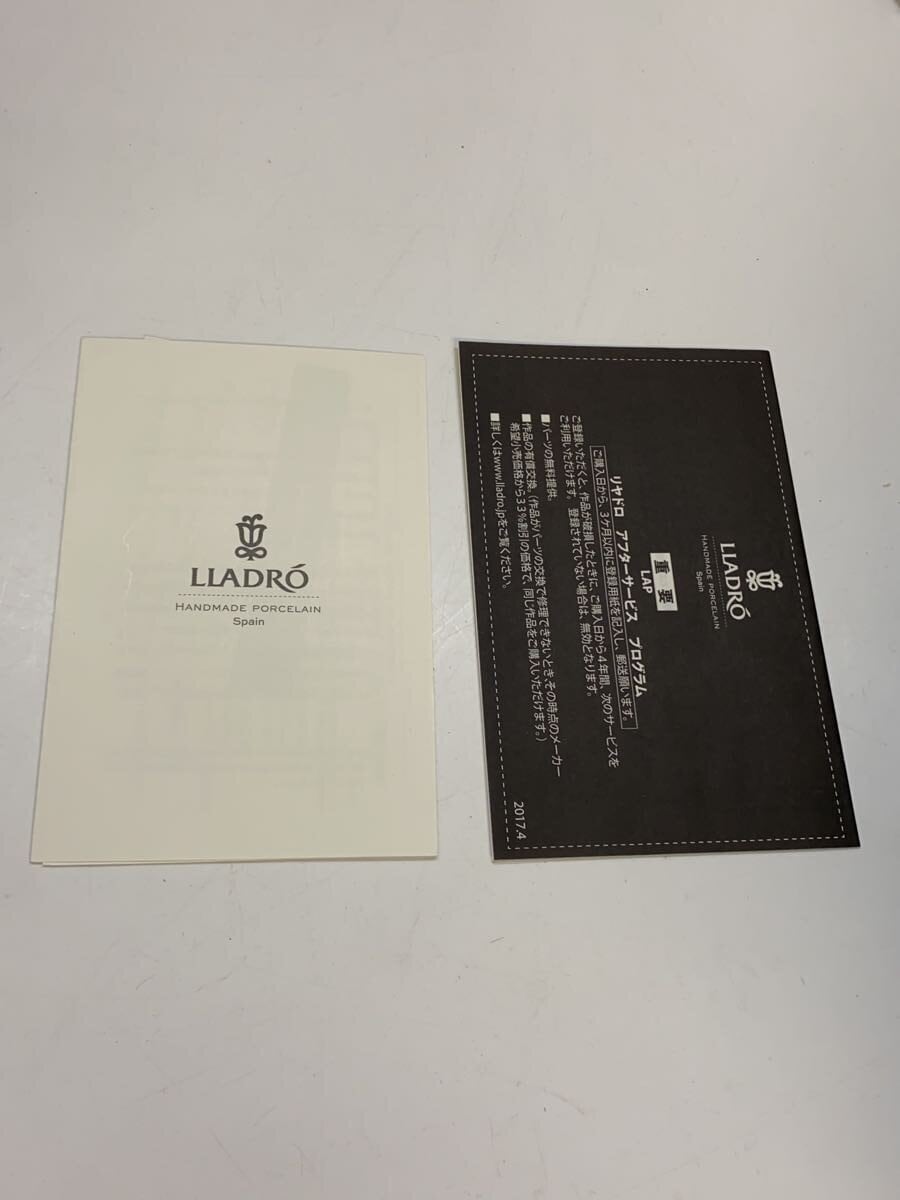 LLADRÓ
HANDMADE PORCELAIN
Spain
LLADRÓ
HANDMADE PORCELAIN
Spain
重要
LAP
リヤドロ アフターサービス プログラム
ご購入日から、3ケ月以内に登録用紙を記入し、郵送願います。
ご登録いただくと、作品が破損したときに、ご購入日から4年間、次のサービスを
ご利用いただけます。 登録されていない場合は、無効となります。
■パーツの無料提供。
■作品の有償交換。(作品がパーツの交換で修理できないとき、その時点のメーカー
希望小売価格から33%割引の価格で、同じ作品をご購入いただけます。)
■詳しくはwww.lladro.jpをご覧ください。
2017.4